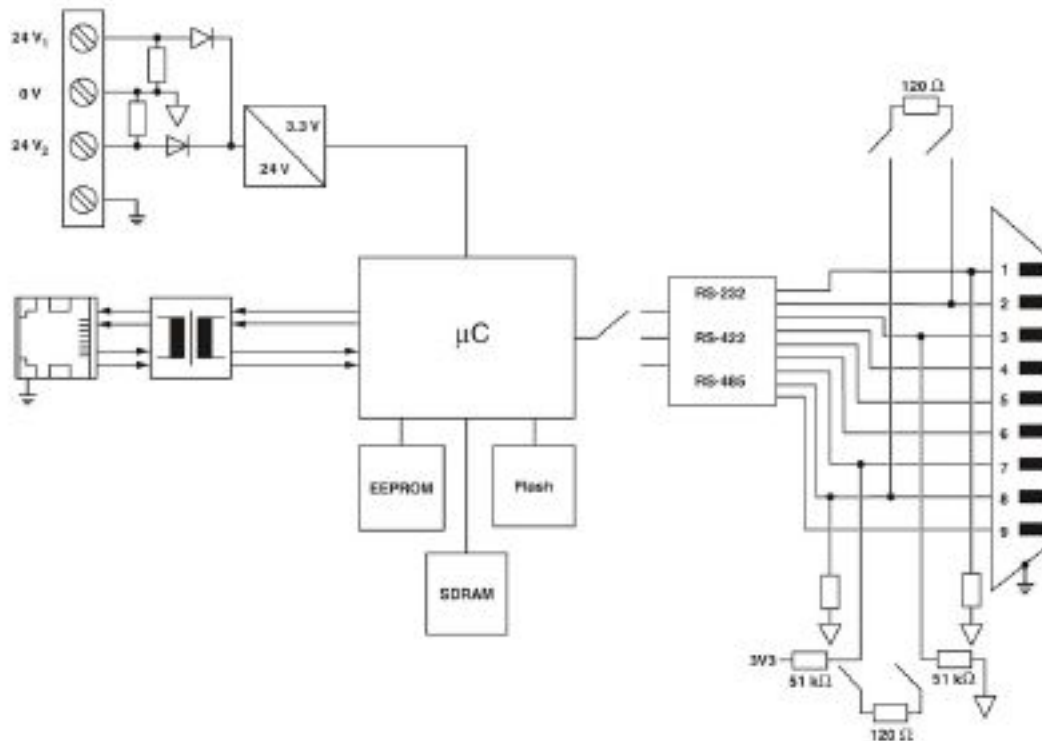 24 V1
0 V
24 V2
3.3 V
24 V
120 Ω
μC
RS-232
RS-422
RS-485
1
2
3
4
5
6
7
8
9
EEPROM
Flash
SDRAM
3V3
51 kΩ
51 kΩ
120 Ω